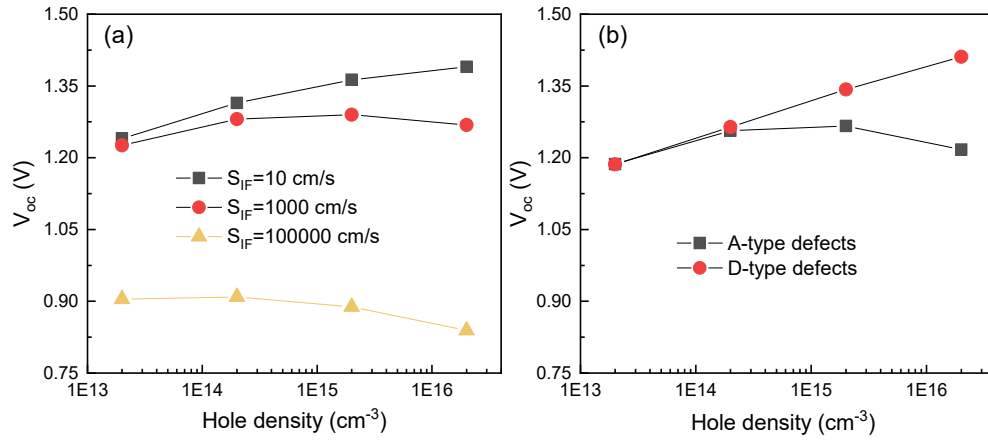 (a)
1.50
1.35
1.20
1.05
0.90
0.75
V_oc (V)
S_IF=10 cm/s
S_IF=1000 cm/s
S_IF=100000 cm/s
1E13 1E14 1E15 1E16
Hole density (cm⁻³)
(b)
1.50
1.35
1.20
1.05
0.90
0.75
V_oc (V)
A-type defects
D-type defects
1E13 1E14 1E15 1E16
Hole density (cm⁻³)